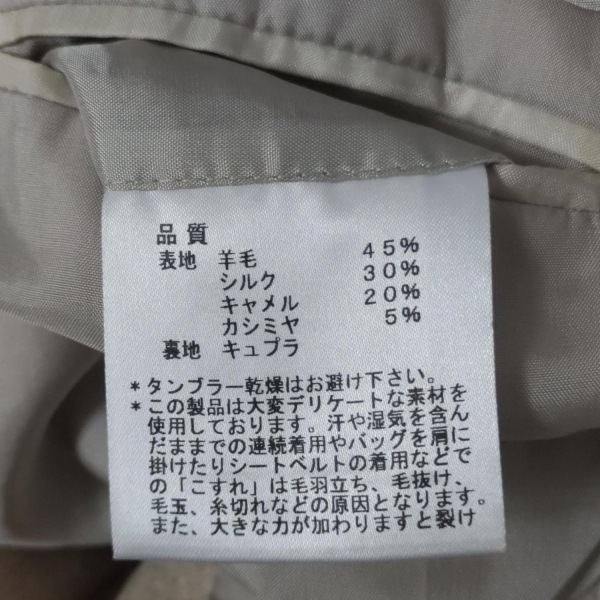 品質
表地 羊毛 45%
シルク 30%
キャメル 20%
カシミヤ 5%
裏地 キュプラ
*タンブラー乾燥はお避け下さい。
*この製品は大変デリケートな素材を
使用しております。汗や湿気を含ん
だままでの連続着用やバッグを肩に
掛けたりシートベルトの着用などで
の「こすれ」は毛羽立ち、毛抜け、
毛玉、糸切れなどの原因となります。
また、大きな力が加わりますと裂け